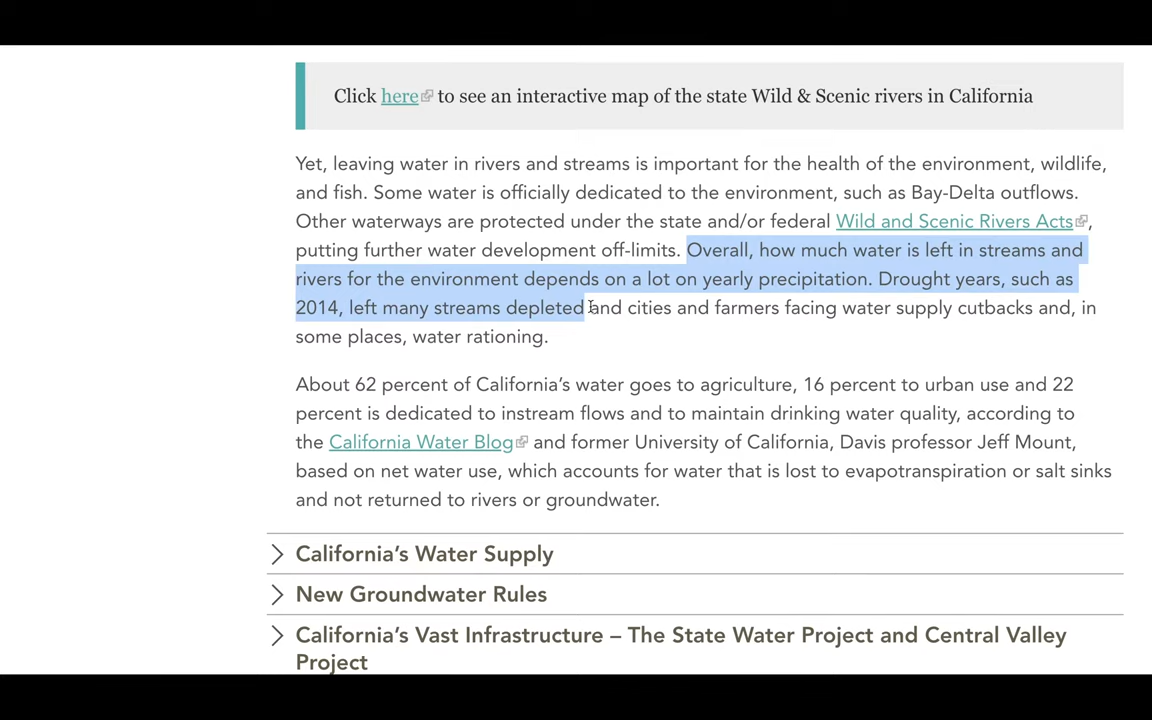 Click here to see an interactive map of the state Wild & Scenic rivers in California
Yet, leaving water in rivers and streams is important for the health of the environment, wildlife,
and fish. Some water is officially dedicated to the environment, such as Bay-Delta outflows.
Other waterways are protected under the state and/or federal Wild and Scenic Rivers Acts,
putting further water development off-limits. Overall, how much water is left in streams and
rivers for the environment depends on a lot on yearly precipitation. Drought years, such as
2014, left many streams depleted and cities and farmers facing water supply cutbacks and, in
some places, water rationing.
About 62 percent of California’s water goes to agriculture, 16 percent to urban use and 22
percent is dedicated to instream flows and to maintain drinking water quality, according to
the California Water Blog and former University of California, Davis professor Jeff Mount,
based on net water use, which accounts for water that is lost to evapotranspiration or salt sinks
and not returned to rivers or groundwater.
California’s Water Supply
New Groundwater Rules
California’s Vast Infrastructure – The State Water Project and Central Valley
Project